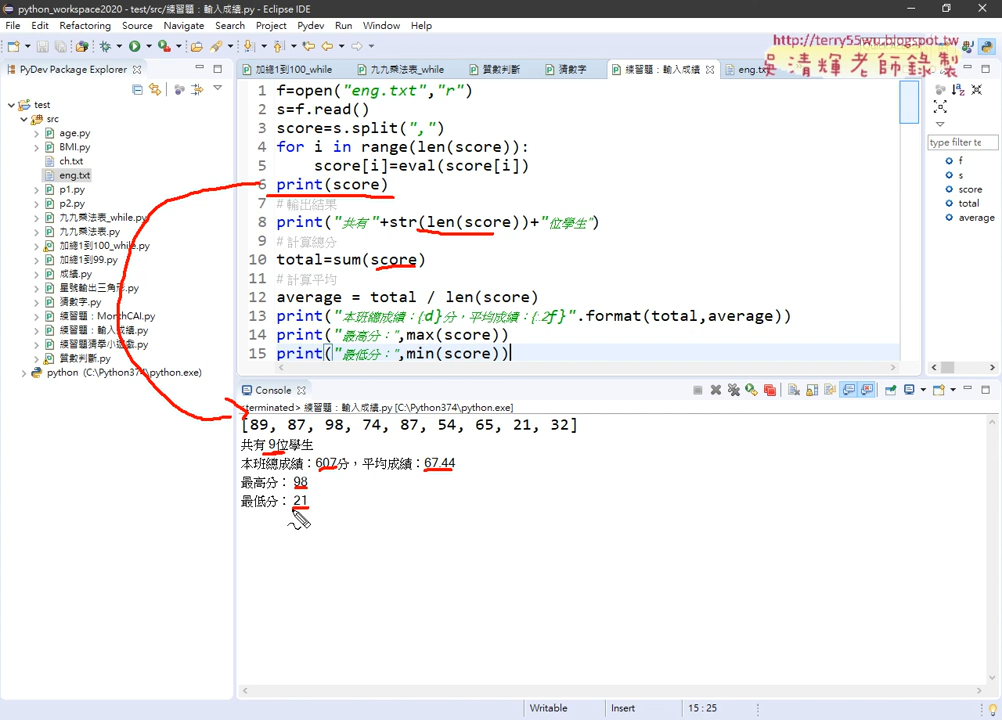 python_workspace2020 - test/src/練習題：輸入成績.py - Eclipse IDE
File Edit Refactoring Source Navigate Search Project Pydev Run Window Help
http://terry55wu.blogspot.tw
吳清輝老師錄製
PyDev Package Explorer
加總1到100_while 九九乘法表_while 質數判斷 猜數字 練習題：輸入成績 eng.txt
test
src
age.py
BMI.py
ch.txt
eng.txt
p1.py
p2.py
九九乘法表_while.py
九九乘法表.py
加總1到100_while.py
加總1到99.py
成績.py
星號輸出三角形.py
猜數字.py
練習題：MonthCAl.py
練習題：輸入成績.py
練習題猜拳小遊戲.py
質數判斷.py
python (C:\Python374\python.exe)
1 f=open("eng.txt","r")
2 s=f.read()
3 score=s.split(",")
4 for i in range(len(score)):
5 score[i]=eval(score[i])
6 print(score)
7 # 輸出結果
8 print("共有"+str(len(score))+"位學生")
9 # 計算總分
10 total=sum(score)
11 # 計算平均
12 average = total / len(score)
13 print("本班總成績：{d}分，平均成績：{:.2f}".format(total,average))
14 print("最高分：",max(score))
15 print("最低分：",min(score))
type filter te
f
s
score
total
average
Console
<terminated> 練習題：輸入成績.py [C:\Python374\python.exe]
[89, 87, 98, 74, 87, 54, 65, 21, 32]
共有9位學生
本班總成績：607分，平均成績：67.44
最高分： 98
最低分： 21
Writable Insert 15 : 25